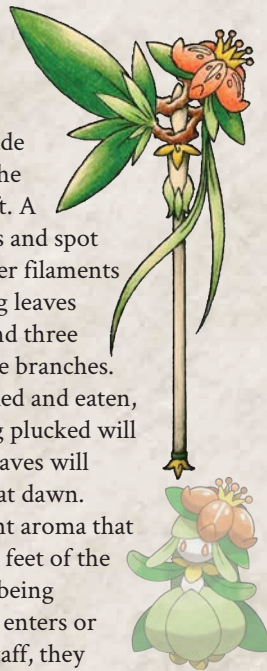 de
he
t. A
s and spot
er filaments
g leaves
nd three
e branches.
ed and eaten,
g plucked will
aves will
at dawn.
nt aroma that
feet of the
being
enters or
taff, they